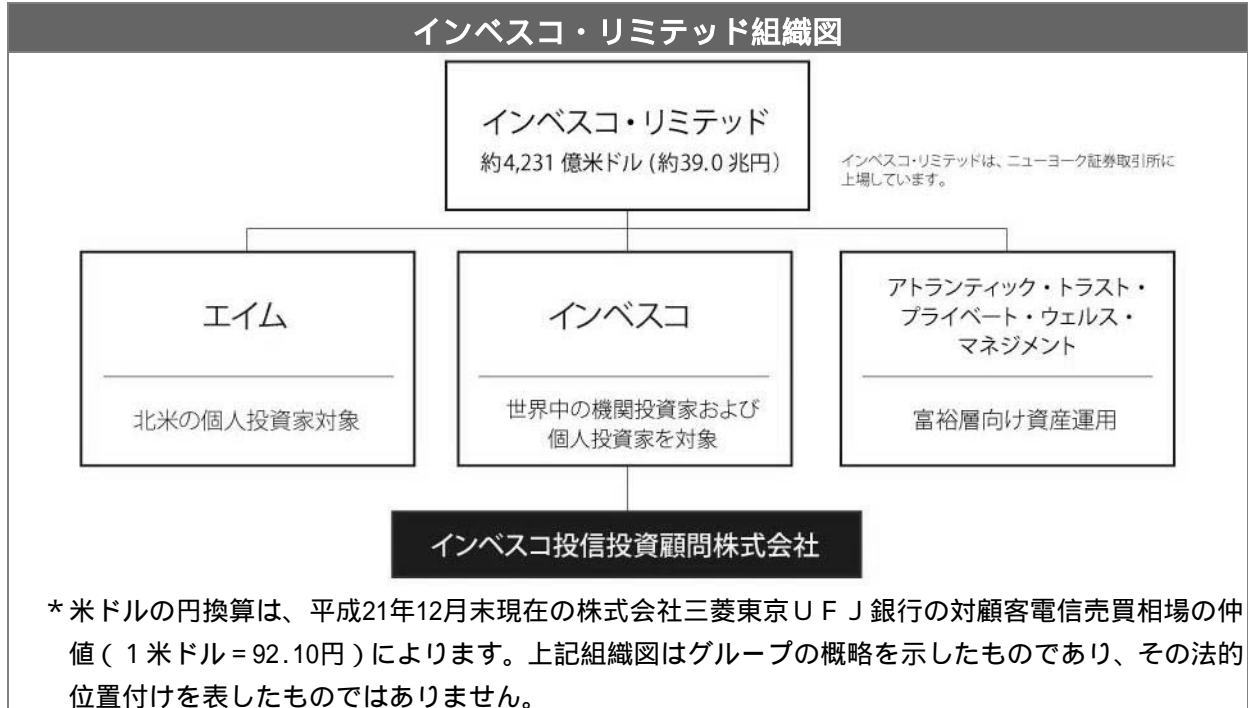 インベスコ・リミテッド組織図
インベスコ・リミテッド
約4,231 億米ドル (約39.0 兆円)
インベスコ・リミテッドは、ニューヨーク証券取引所に
上場しています。
エイム
北米の個人投資家対象
インベスコ
世界中の機関投資家および
個人投資家を対象
アトランティック・トラスト・
プライベート・ウェルス・
マネジメント
富裕層向け資産運用
インベスコ投信投資顧問株式会社
*米ドルの円換算は、平成21年12月末現在の株式会社三菱東京ＵＦＪ銀行の対顧客電信売買相場の仲
値(１米ドル=92.10円)によります。上記組織図はグループの概略を示したものであり、その法的
位置付けを表したものではありません。